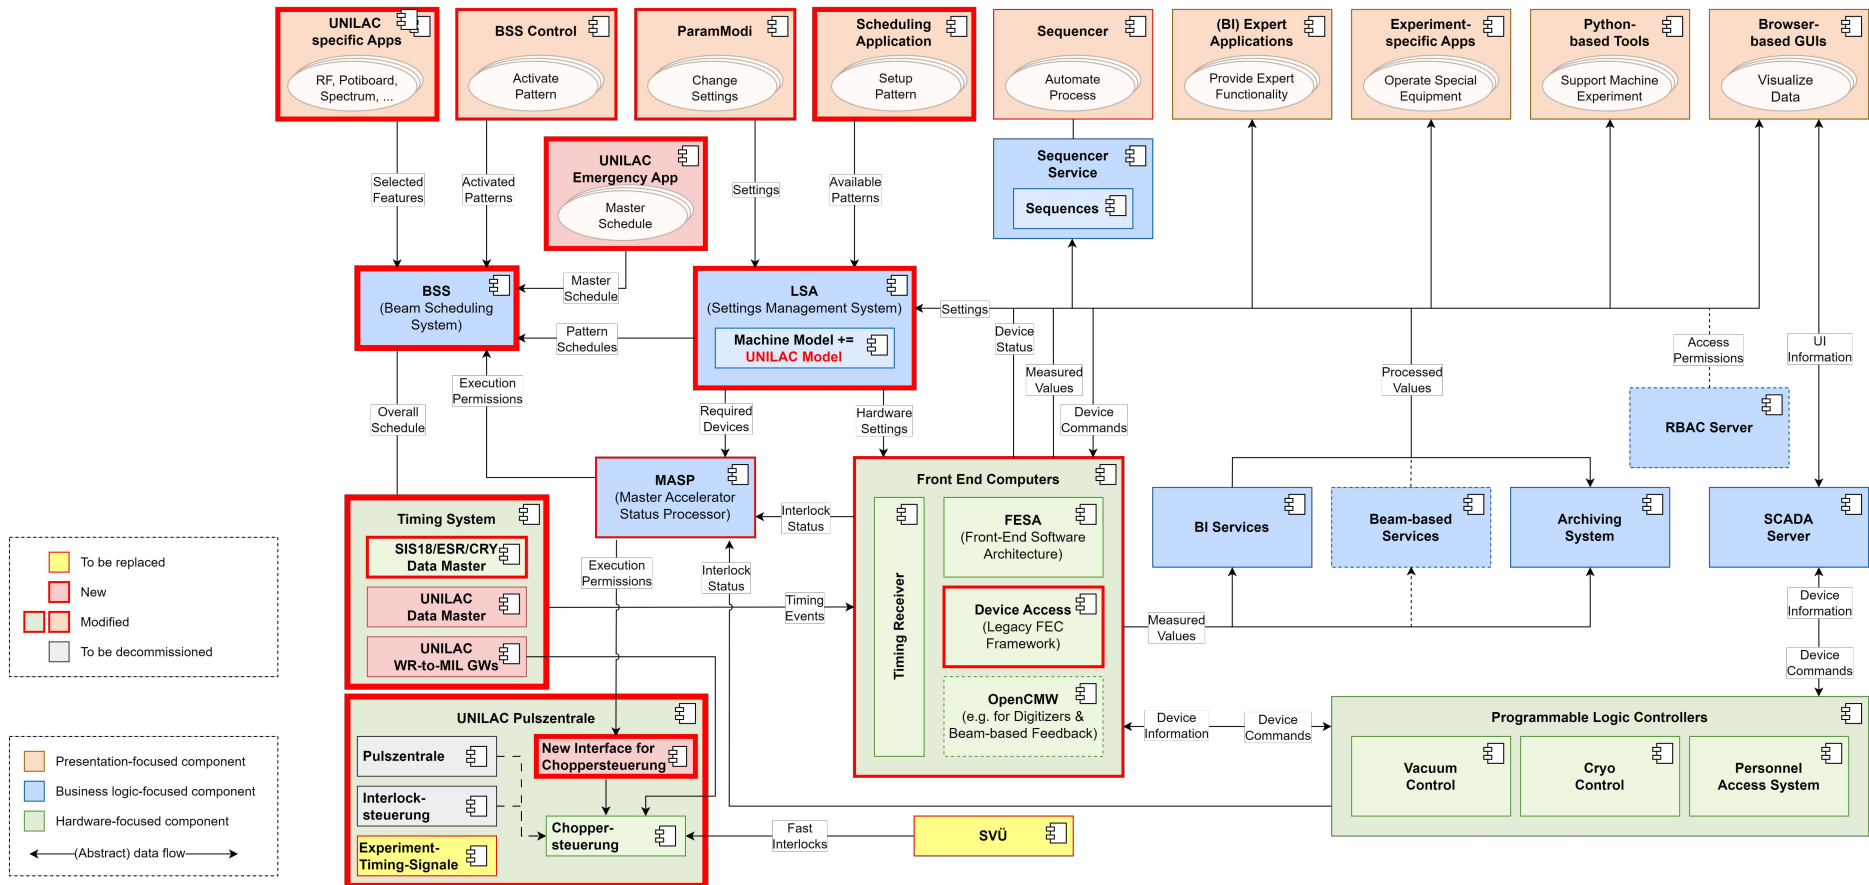 UNILAC
specific Apps
RF, Potiboard,
Spectrum, ...
BSS Control
Activate
Pattern
ParamModi
Change
Settings
Scheduling
Application
Setup
Pattern
Sequencer
Automate
Process
(BI) Expert
Applications
Provide Expert
Functionality
Experiment-
specific Apps
Operate Special
Equipment
Python-
based Tools
Support Machine
Experiment
Browser-
based GUIs
Visualize
Data
UNILAC
Emergency App
Master
Schedule
Sequencer
Service
Sequences
Selected
Features
Activated
Patterns
Settings
Available
Patterns
BSS
(Beam Scheduling
System)
Master
Schedule
Pattern
Schedules
LSA
(Settings Management System)
Machine Model +=
UNILAC Model
Settings
Device
Status
Measured
Values
Device
Commands
Processed
Values
Access
Permissions
UI
Information
RBAC Server
Execution
Permissions
Overall
Schedule
Required
Devices
Hardware
Settings
MASP
(Master Accelerator
Status Processor)
Interlock
Status
Execution
Permissions
Interlock
Status
Front End Computers
Timing Receiver
FESA
(Front-End Software
Architecture)
Device Access
(Legacy FEC
Framework)
OpenCMW
(e.g. for Digitizers &
Beam-based Feedback)
BI Services
Beam-based
Services
Archiving
System
SCADA
Server
Measured
Values
Device
Information
Device
Commands
Timing System
SIS18/ESR/CRY
Data Master
UNILAC
Data Master
UNILAC
WR-to-MIL GWs
Timing
Events
UNILAC Pulszentrale
Pulszentrale
Interlock-
steuerung
Experiment-
Timing-Signale
New Interface for
Choppersteuerung
Chopper-
steuerung
Fast
Interlocks
SVÜ
Device
Information
Device
Commands
Programmable Logic Controllers
Vacuum
Control
Cryo
Control
Personnel
Access System
To be replaced
New
Modified
To be decommissioned
Presentation-focused component
Business logic-focused component
Hardware-focused component
(Abstract) data flow